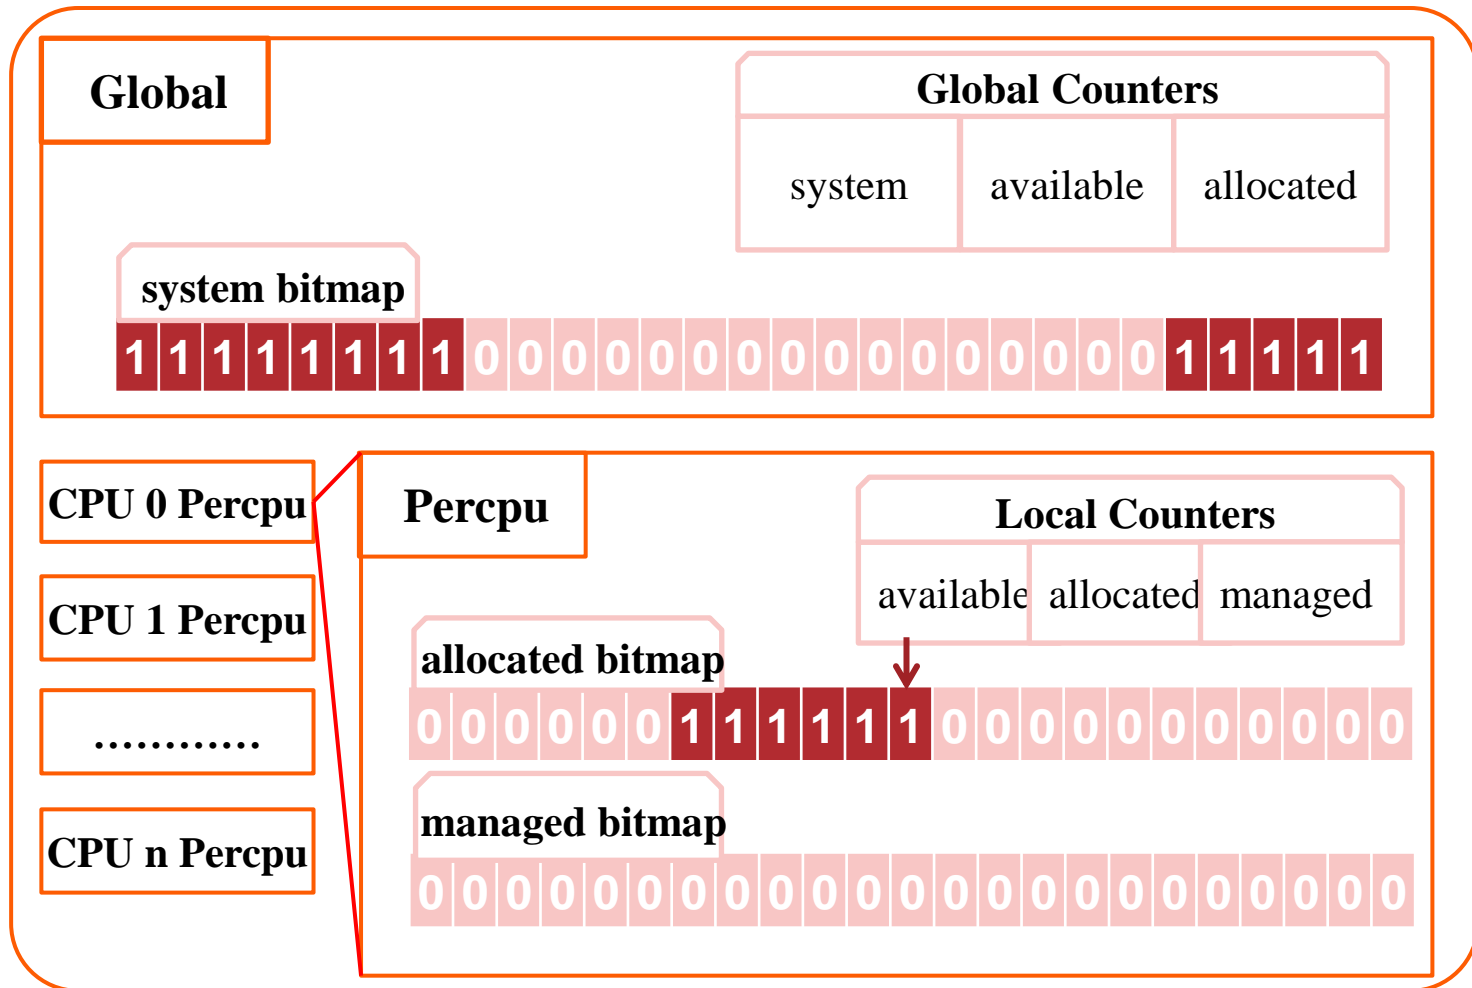 Global
Global Counters
system available allocated
system bitmap
1 1 1 1 1 1 1 1 0 0 0 0 0 0 0 0 0 0 0 0 0 0 0 0 1 1 1 1 1
CPU 0 Percpu
CPU 1 Percpu
…………
CPU n Percpu
Percpu
Local Counters
available allocated managed
allocated bitmap
0 0 0 0 0 0 1 1 1 1 1 1 0 0 0 0 0 0 0 0 0 0 0
managed bitmap
0 0 0 0 0 0 0 0 0 0 0 0 0 0 0 0 0 0 0 0 0 0 0